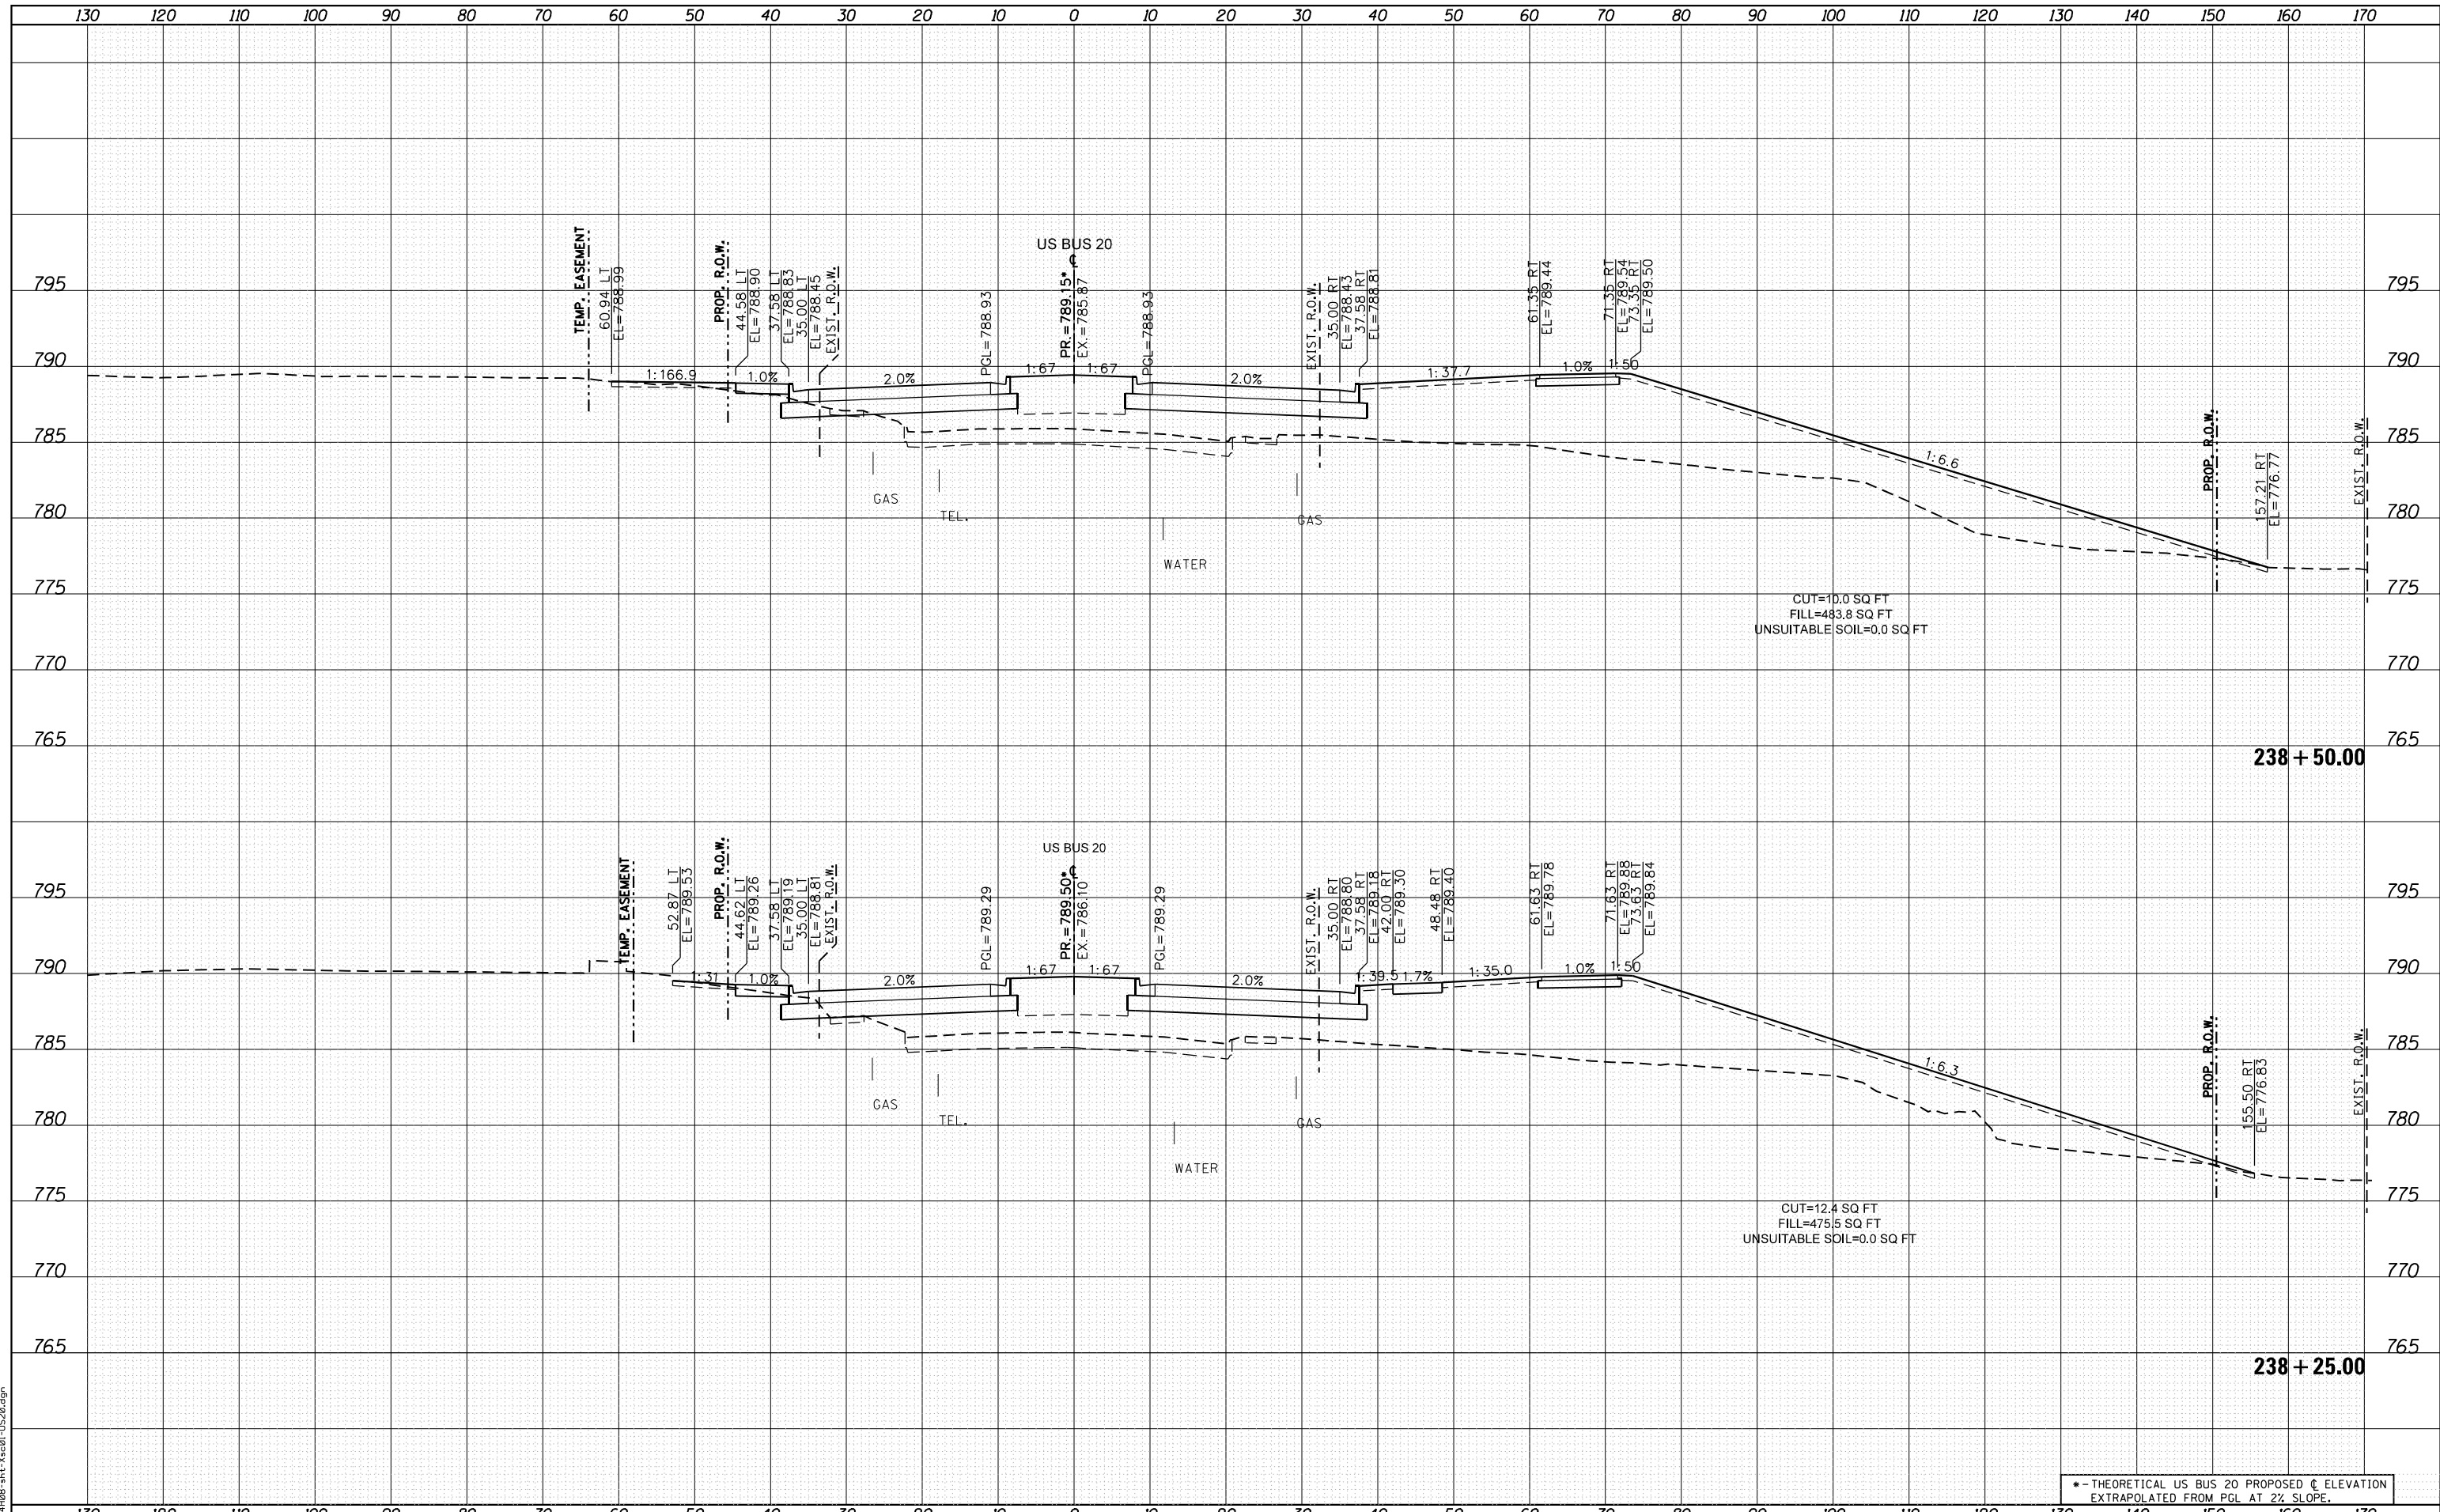 130 120 110 100 90 80 70 60 50 40 30 20 10 0 10 20 30 40 50 60 70 80 90 100 110 120 130 140 150 160 170
US BUS 20
℄
PR.=789.15*
EX.=785.87
TEMP. EASEMENT
60.94 LT
EL=788.99
PROP. R.O.W.
44.58 LT
EL=788.90
37.58 LT
EL=788.83
35.00 LT
EL=788.45
EXIST. R.O.W.
PGL=788.93
PGL=788.93
EXIST. R.O.W.
35.00 RT
EL=788.43
37.58 RT
EL=788.81
61.35 RT
EL=789.44
71.35 RT
EL=789.54
73.35 RT
EL=789.50
PROP. R.O.W.
157.21 RT
EL=776.77
EXIST. R.O.W.
795 795
790 790
1:166.9 1.0% 2.0% 1:67 1:67 2.0% 1:37.7 1.0% 1:50
1:6.6
785 785
GAS
TEL.
GAS
780 780
WATER
775 775
CUT=10.0 SQ FT
FILL=483.8 SQ FT
UNSUITABLE SOIL=0.0 SQ FT
770 770
765 765
238+50.00
US BUS 20
℄
PR.=789.50*
EX.=786.10
TEMP. EASEMENT
52.87 LT
EL=789.53
PROP. R.O.W.
44.62 LT
EL=789.26
37.58 LT
EL=789.19
35.00 LT
EL=788.81
EXIST. R.O.W.
PGL=789.29
PGL=789.29
EXIST. R.O.W.
35.00 RT
EL=788.80
37.58 RT
EL=789.18
42.00 RT
EL=789.30
48.48 RT
EL=789.40
61.63 RT
EL=789.78
71.63 RT
EL=789.88
73.63 RT
EL=789.84
PROP. R.O.W.
155.50 RT
EL=776.83
EXIST. R.O.W.
795 795
790 790
1:31 1.0% 2.0% 1:67 1:67 2.0% 1:39.5 1.7% 1:35.0 1.0% 1:50
1:6.3
785 785
GAS
TEL.
GAS
780 780
WATER
775 775
CUT=12.4 SQ FT
FILL=475.5 SQ FT
UNSUITABLE SOIL=0.0 SQ FT
770 770
765 765
238+25.00
*-THEORETICAL US BUS 20 PROPOSED ℄ ELEVATION
EXTRAPOLATED FROM PGL AT 2% SLOPE.